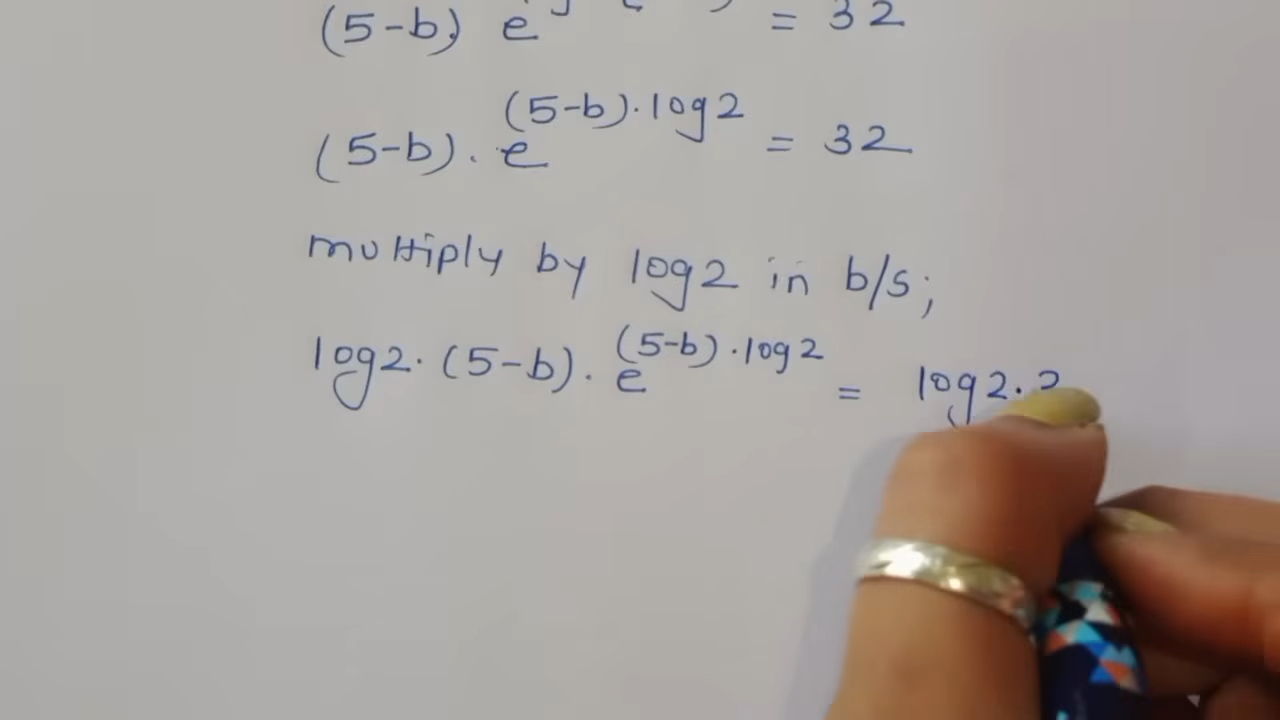 (5-b) e = 32
(5-b). e^(5-b).log2 = 32
multiply by log2 in b/s;
log2. (5-b). e^(5-b).log2 = log2.